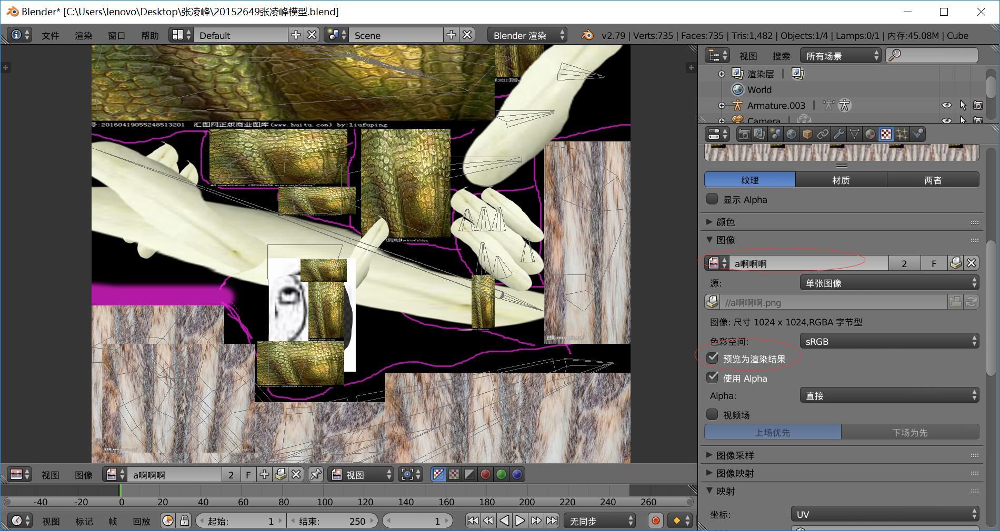 Blender* [C:\Users\lenovo\Desktop\张凌峰\20152649张凌峰模型.blend]
文件 渲染 窗口 帮助 Default Scene Blender 渲染 v2.79 | Verts:735 | Faces:735 | Tris:1,482 | Objects:1/4 | Lamps:0/1 | 内存:45.08M | Cube
视图 搜索 所有场景
渲染层 |
World
Armature.003 |
Camera |
号:20160419055248513201 汇图网正版商业图库(www.huitu.com) by:liufuping
纹理 材质 两者
显示 Alpha
颜色
图像
a啊啊啊 2 F
源: 单张图像
//a啊啊啊.png
图像: 尺寸 1024 x 1024,RGBA 字节型
色彩空间: sRGB
预览为渲染结果
使用 Alpha
Alpha: 直接
视频场
上场优先 下场为先
图像采样
图像映射
映射
坐标: UV
视图 图像 a啊啊啊 2 F 视图
-40 -20 0 20 40 60 80 100 120 140 160 180 200 220 240 260
视图 标记 帧 回放 起始: 1 结束: 250 1 无同步